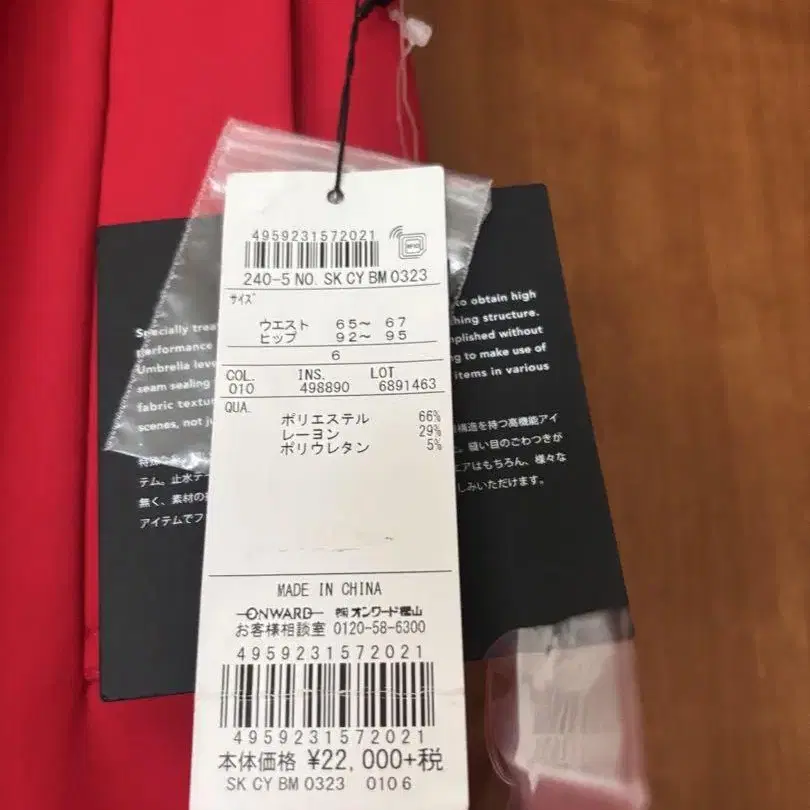 4959231572021
240-5 NO. SK CY BM 0323
サイズ
ウエスト 65～ 67
ヒップ 92～ 95
6
COL. INS. LOT
010 498890 6891463
QUA.
ポリエステル 66%
レーヨン 29%
ポリウレタン 5%
MADE IN CHINA
ONWARD ㈱オンワード樫山
お客様相談室 0120-58-6300
4959231572021
4959231572021
本体価格 ¥22,000+税
SK CY BM 0323 010 6
Specially trea
performance
Umbrella leve
seam sealing
fabric textur
scenes, not ju
to obtain high
hing structure.
mplished without
ng to make use of
items in various
テム。止水テ
無く、素材の
アイテムでフ
構造を持つ高機能アイ
縫い目のごわつきが
ェアはもちろん、様々な
しみいただけます。